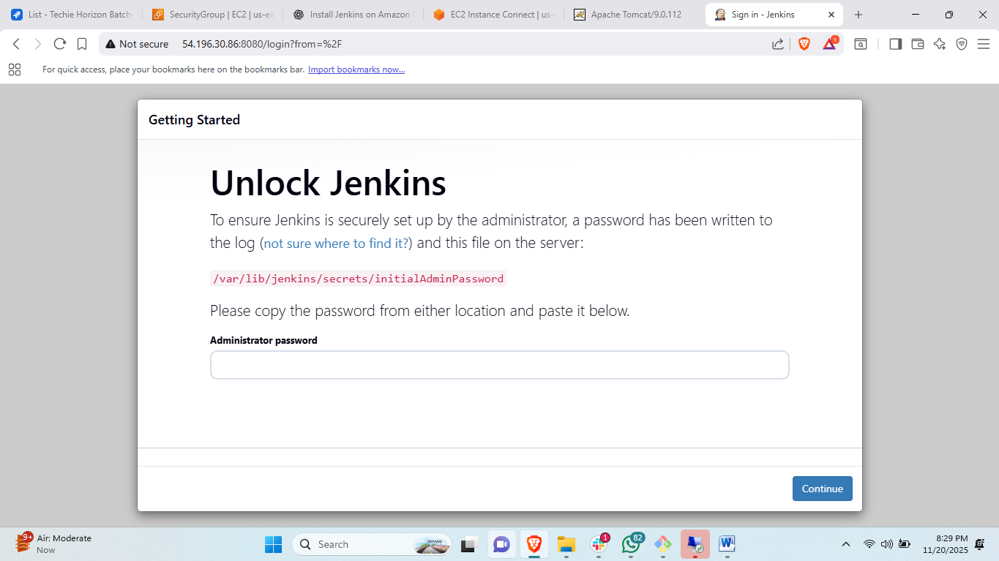 List - Techie Horizon Batch-
SecurityGroup | EC2 | us-ea
Install Jenkins on Amazon L
EC2 Instance Connect | us-
Apache Tomcat/9.0.112
Sign in - Jenkins
Not secure
54.196.30.86:8080/login?from=%2F
1
For quick access, place your bookmarks here on the bookmarks bar. Import bookmarks now...
Getting Started
Unlock Jenkins
To ensure Jenkins is securely set up by the administrator, a password has been written to
the log (not sure where to find it?) and this file on the server:
/var/lib/jenkins/secrets/initialAdminPassword
Please copy the password from either location and paste it below.
Administrator password
Continue
9+
Air: Moderate
Now
Search
1
82
W
8:29 PM
11/20/2025